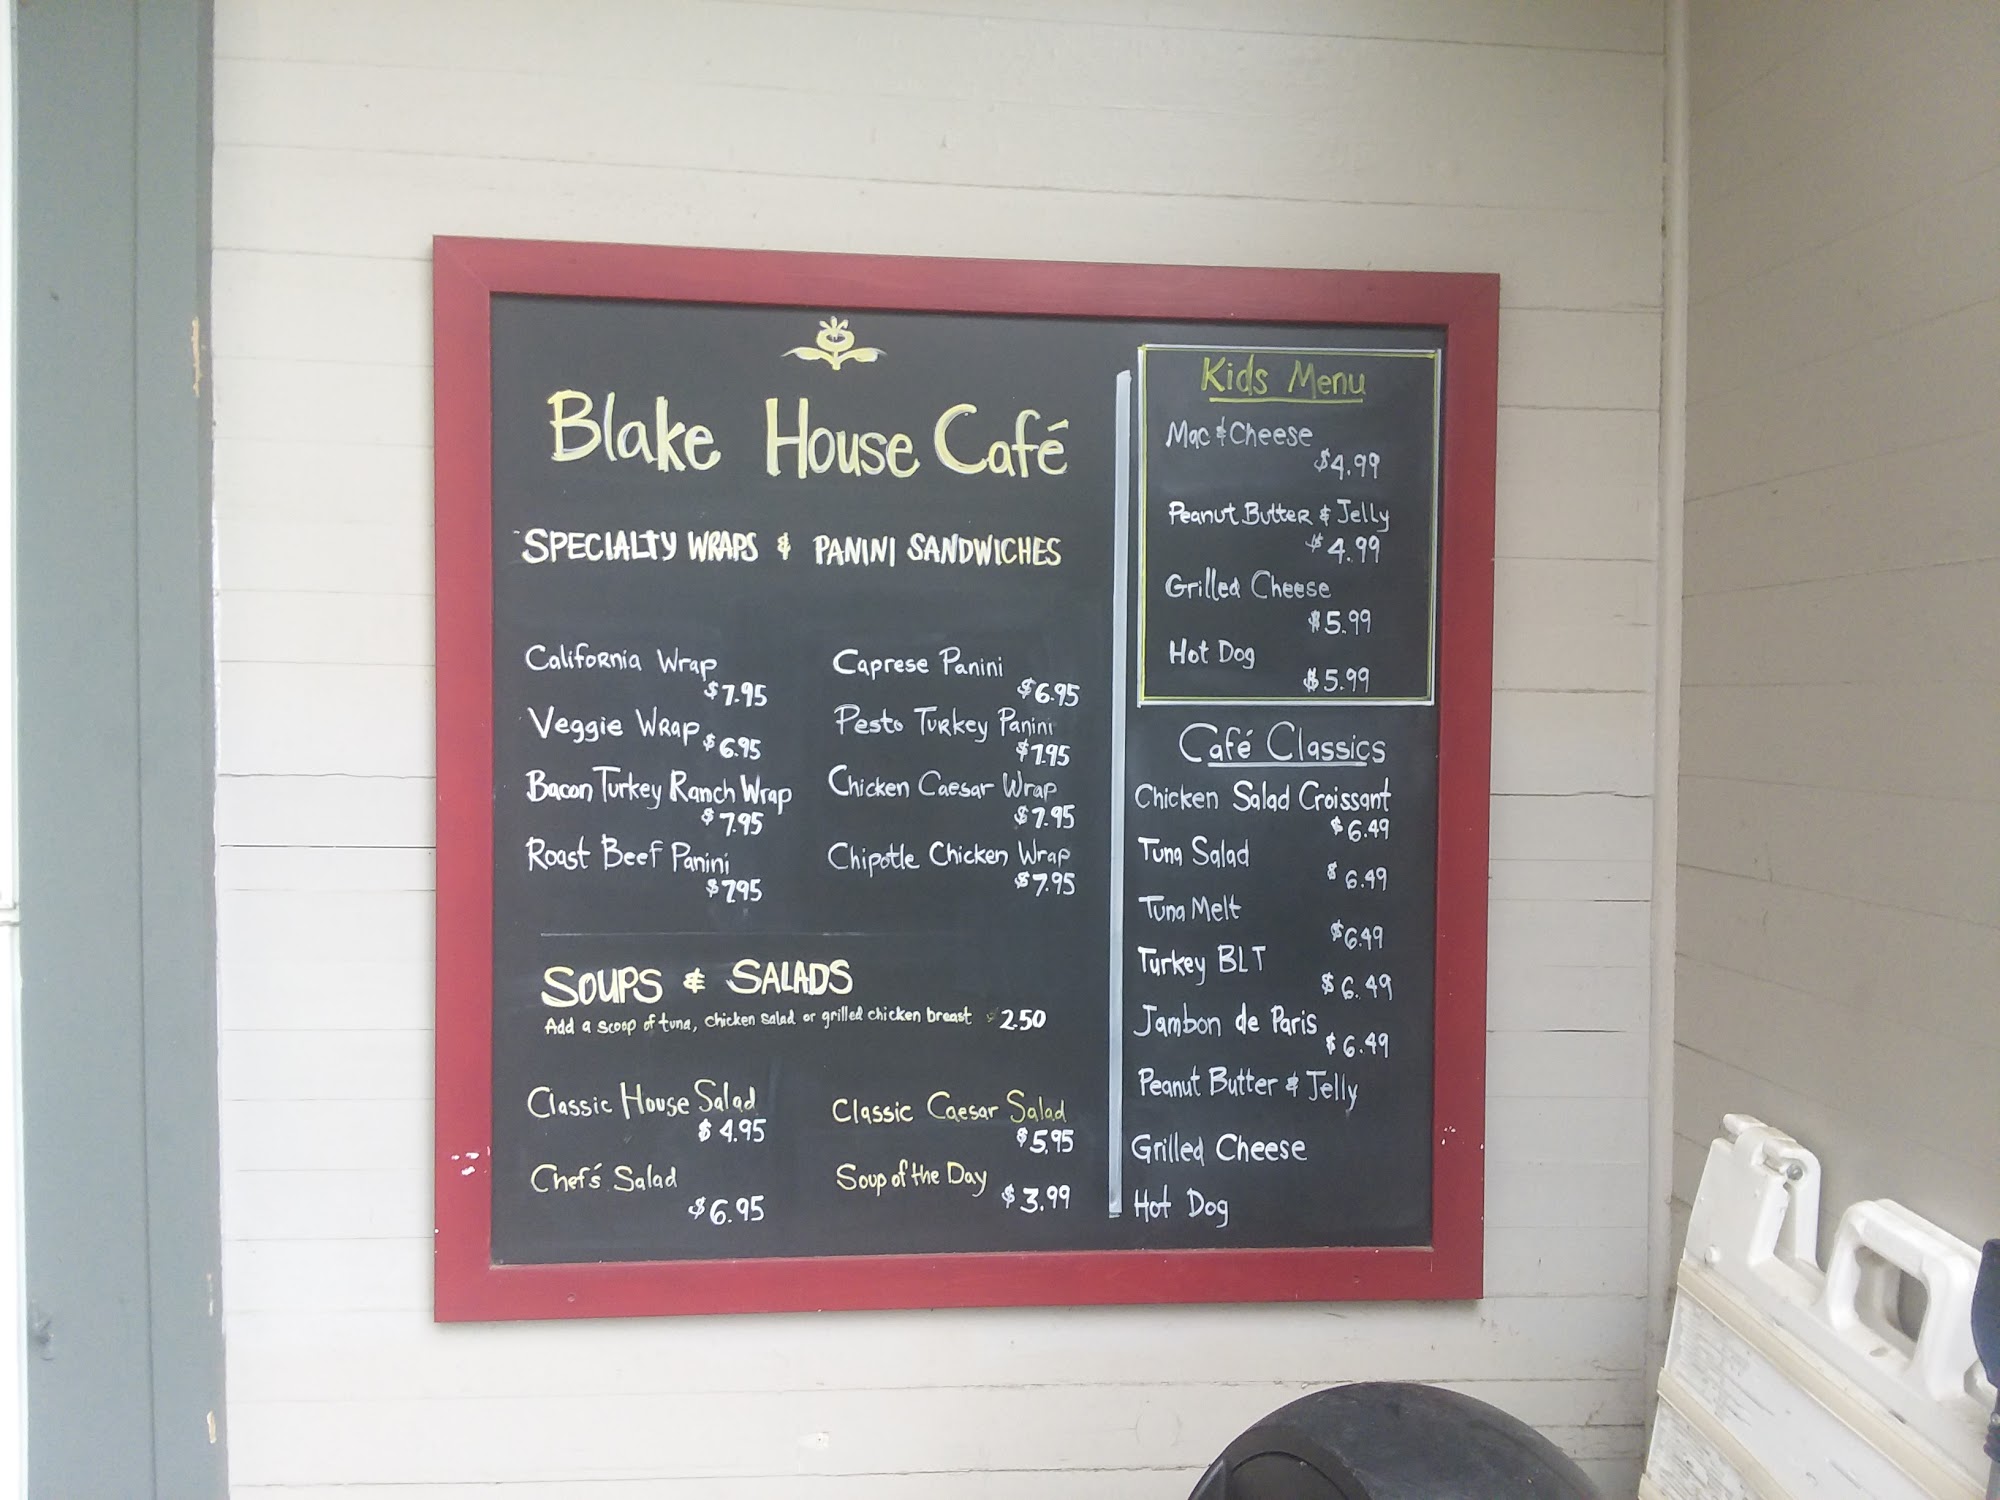 Blake House Café
SPECIALTY WRAPS & PANINI SANDWICHES
California Wrap
$7.95
Veggie Wrap $6.95
Bacon Turkey Ranch Wrap
$7.95
Roast Beef Panini
$795
Caprese Panini
$6.95
Pesto Turkey Panini
$7.95
Chicken Caesar Wrap
$7.95
Chipotle Chicken Wrap
$7.95
SOUPS & SALADS
Add a scoop of tuna, chicken salad or grilled chicken breast $2.50
Classic House Salad
$4.95
Chef's Salad
$6.95
Classic Caesar Salad
$5.95
Soup of the Day
$3.99
Kids Menu
Mac & Cheese
$4.99
Peanut Butter & Jelly
$4.99
Grilled Cheese
$5.99
Hot Dog
$5.99
Café Classics
Chicken Salad Croissant
$6.49
Tuna Salad
$6.49
Tuna Melt
$6.49
Turkey BLT
$6.49
Jambon de Paris
$6.49
Peanut Butter & Jelly
Grilled Cheese
Hot Dog